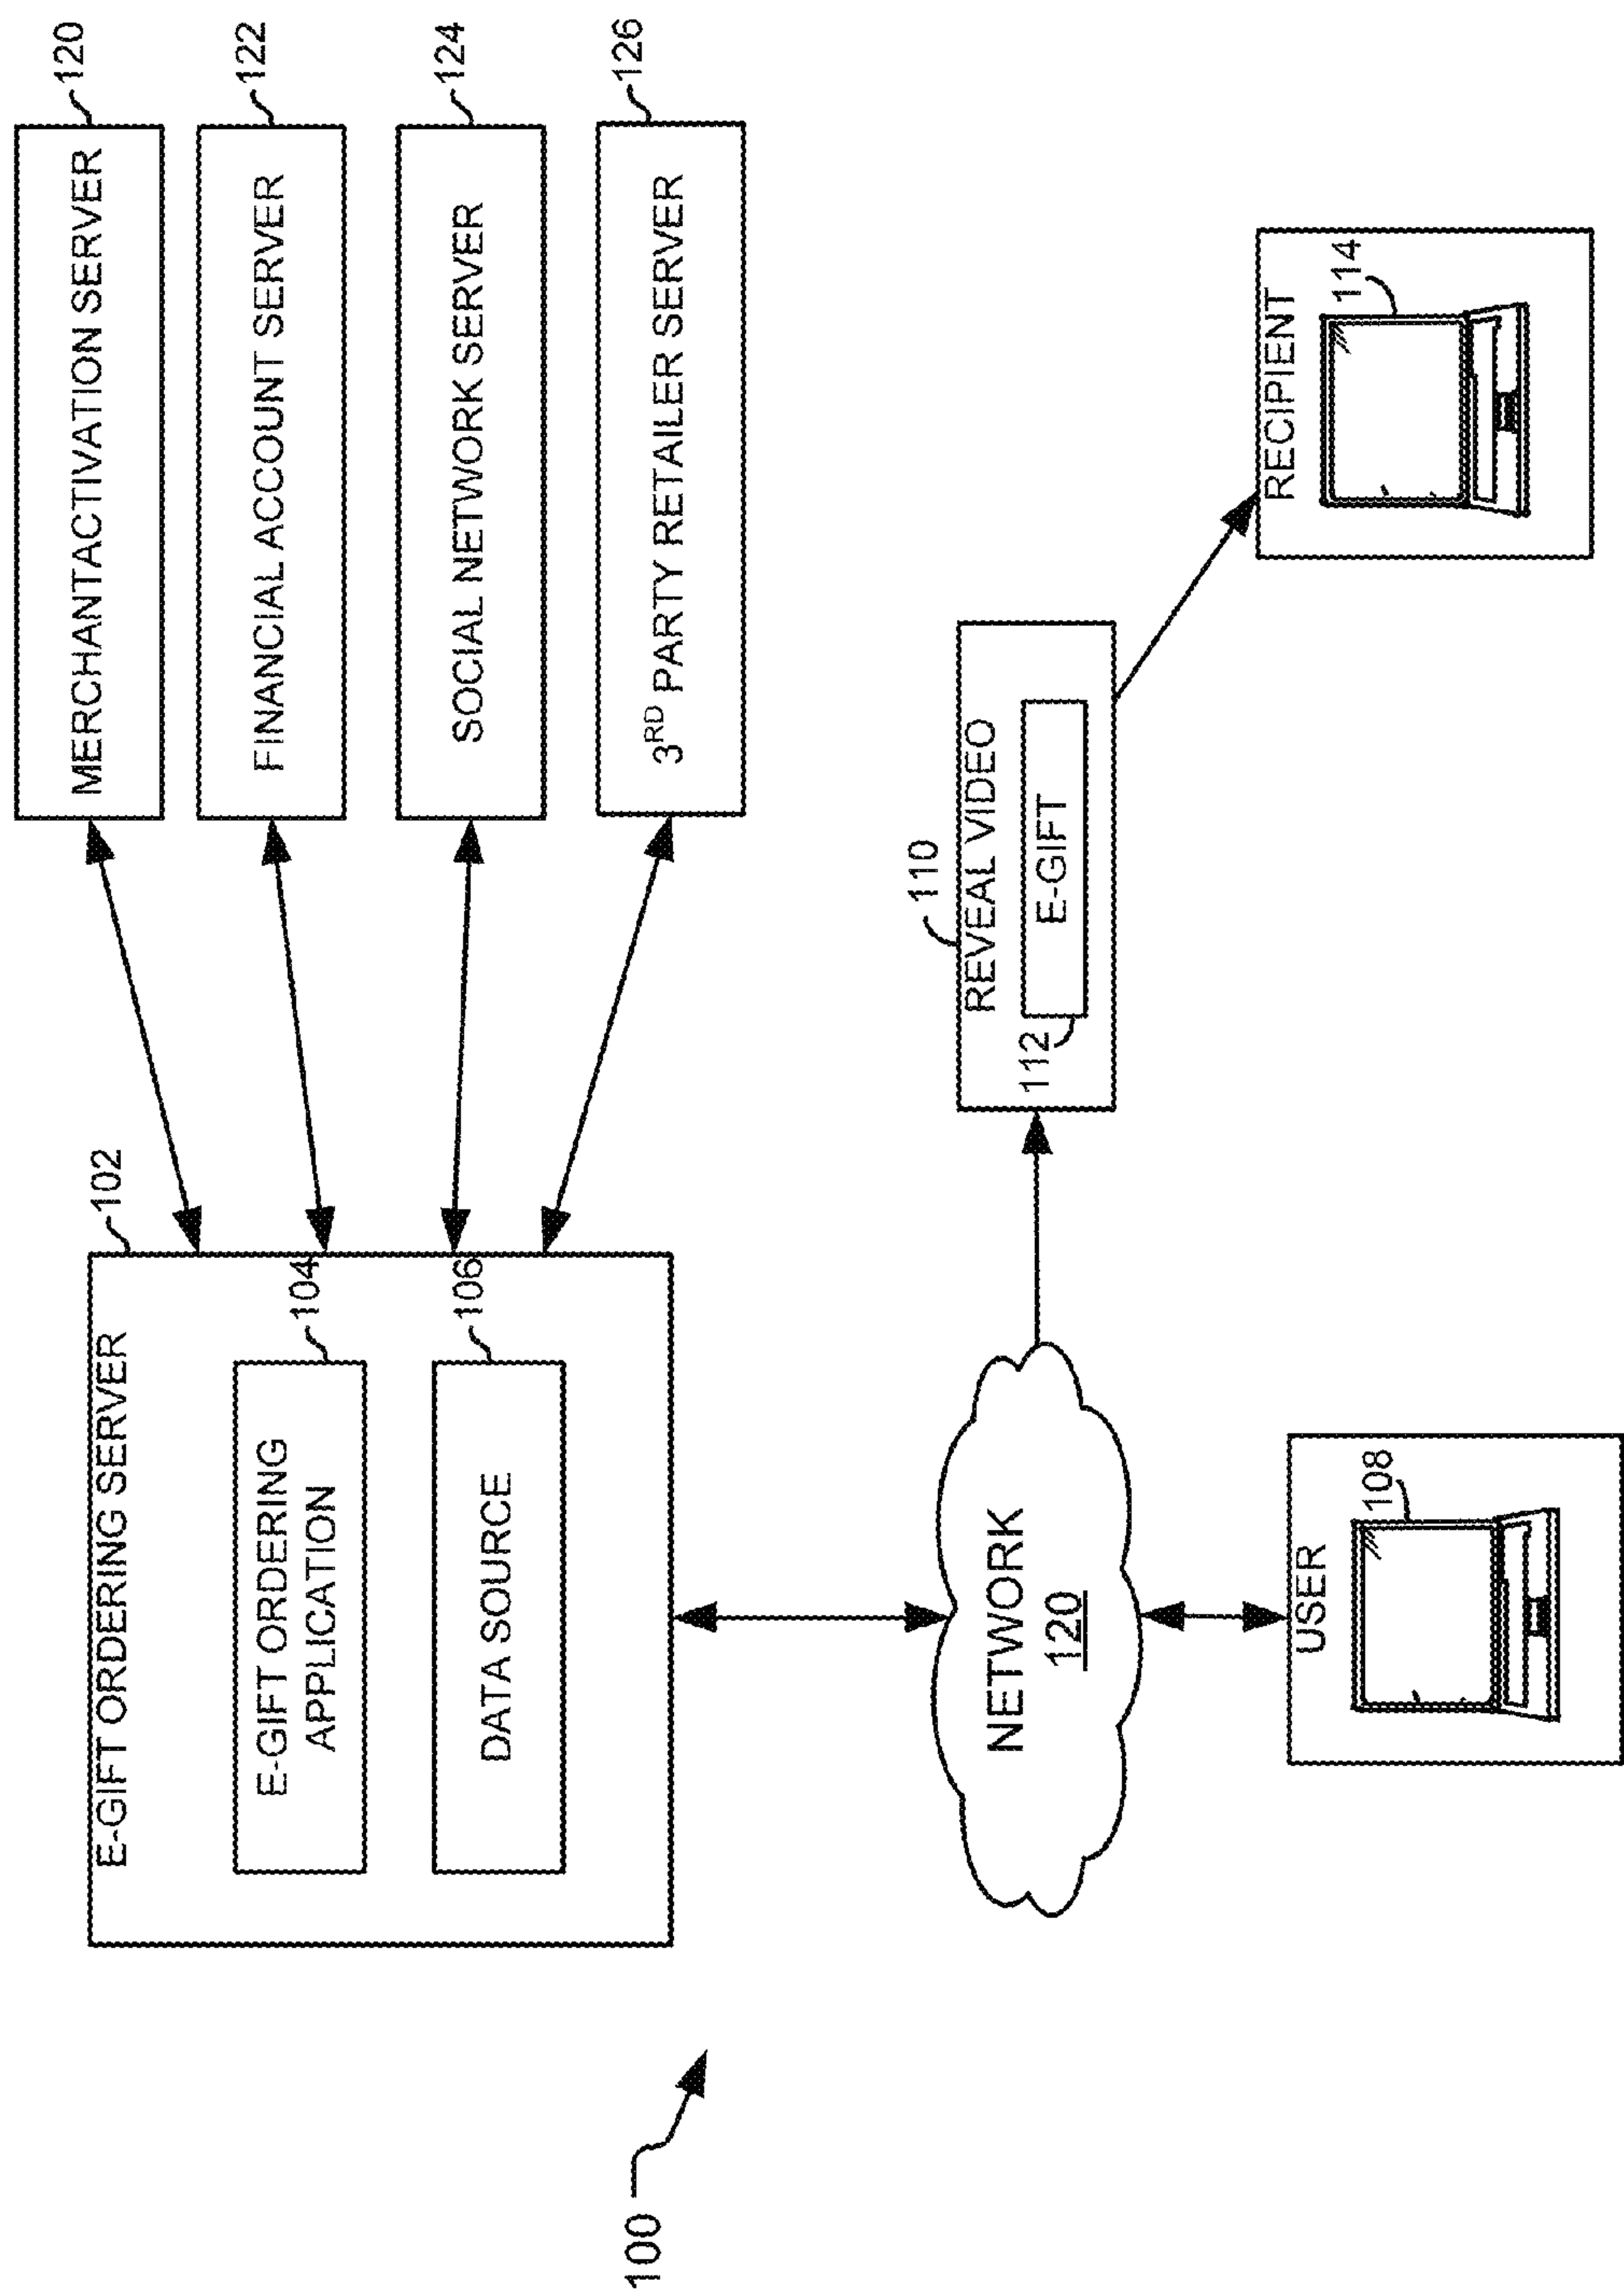 100
E-GIFT ORDERING SERVER
102
E-GIFT ORDERING
APPLICATION
104
DATA SOURCE
106
MERCHANTACTIVATION SERVER
120
FINANCIAL ACCOUNT SERVER
122
SOCIAL NETWORK SERVER
124
3RD PARTY RETAILER SERVER
126
NETWORK
120
110
REVEAL VIDEO
112
E-GIFT
USER
108
RECIPIENT
114